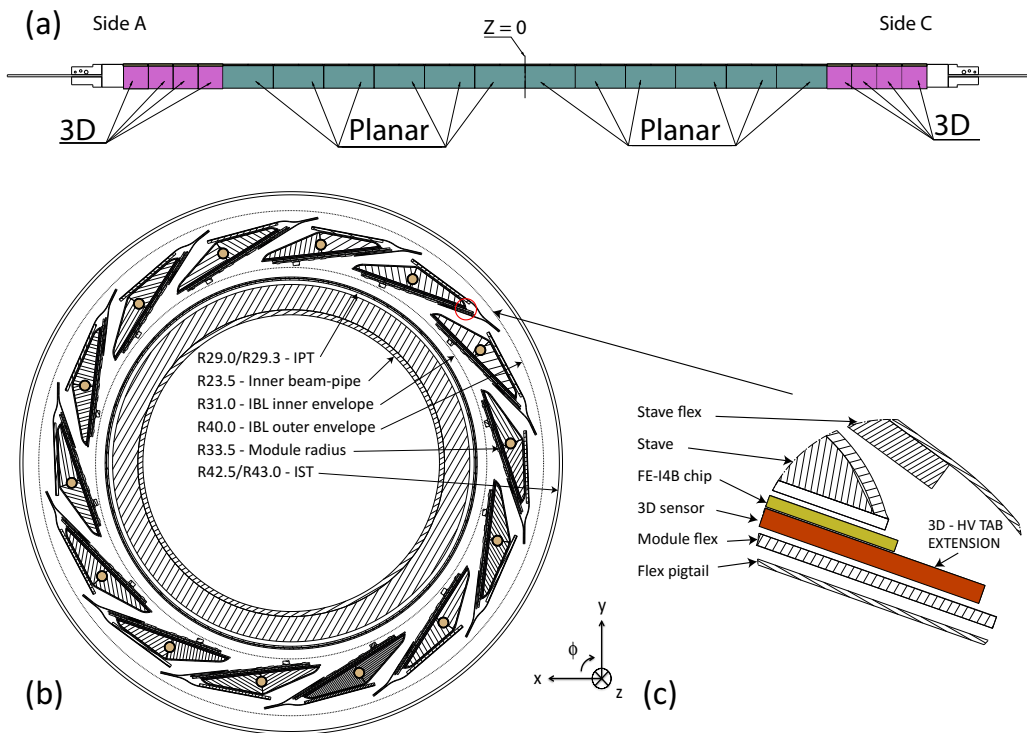 (a)
Side A
Z = 0
Side C
3D
Planar
Planar
3D
R29.0/R29.3 - IPT
R23.5 - Inner beam-pipe
R31.0 - IBL inner envelope
R40.0 - IBL outer envelope
R33.5 - Module radius
R42.5/R43.0 - IST
(b)
Stave flex
Stave
FE-I4B chip
3D sensor
Module flex
Flex pigtail
3D - HV TAB
EXTENSION
y
ϕ
x
z
(c)